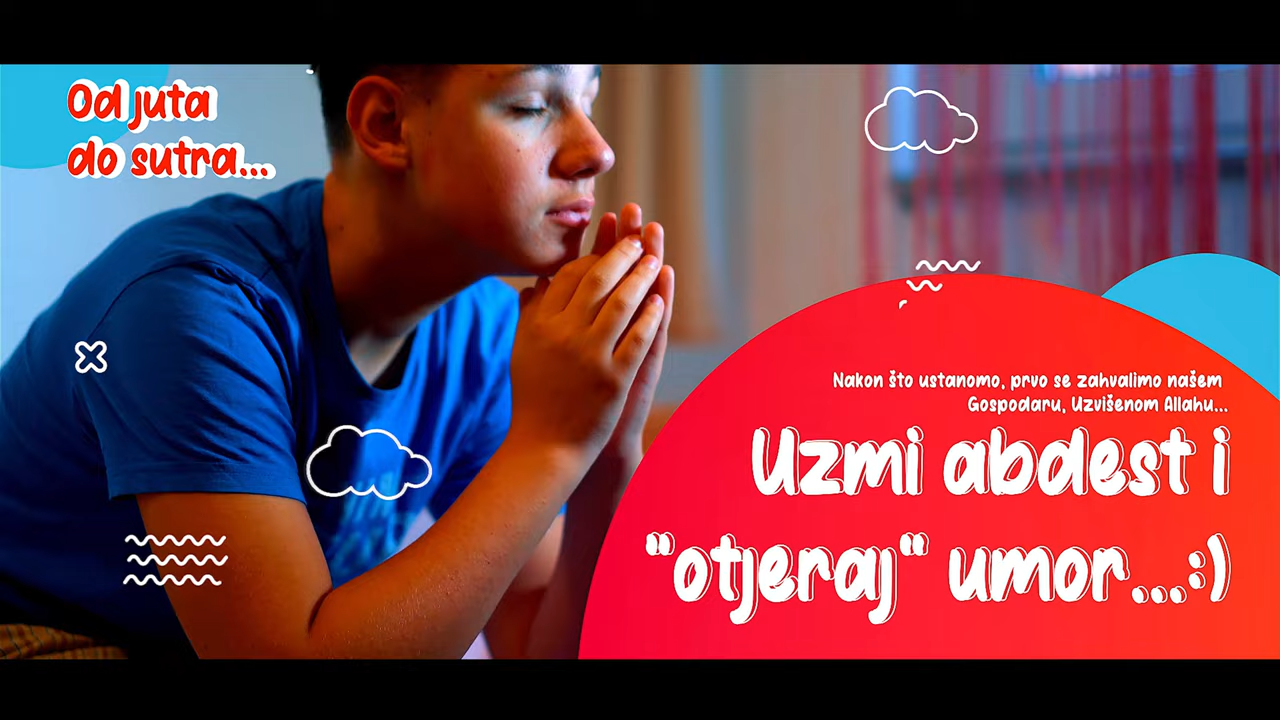 Od juta
do sutra...
Nakon što ustanomo, prvo se zahvalimo našem
Gospodaru, Uzvišenom Allahu...
Uzmi abdest i
"otjeraj" umor...:)